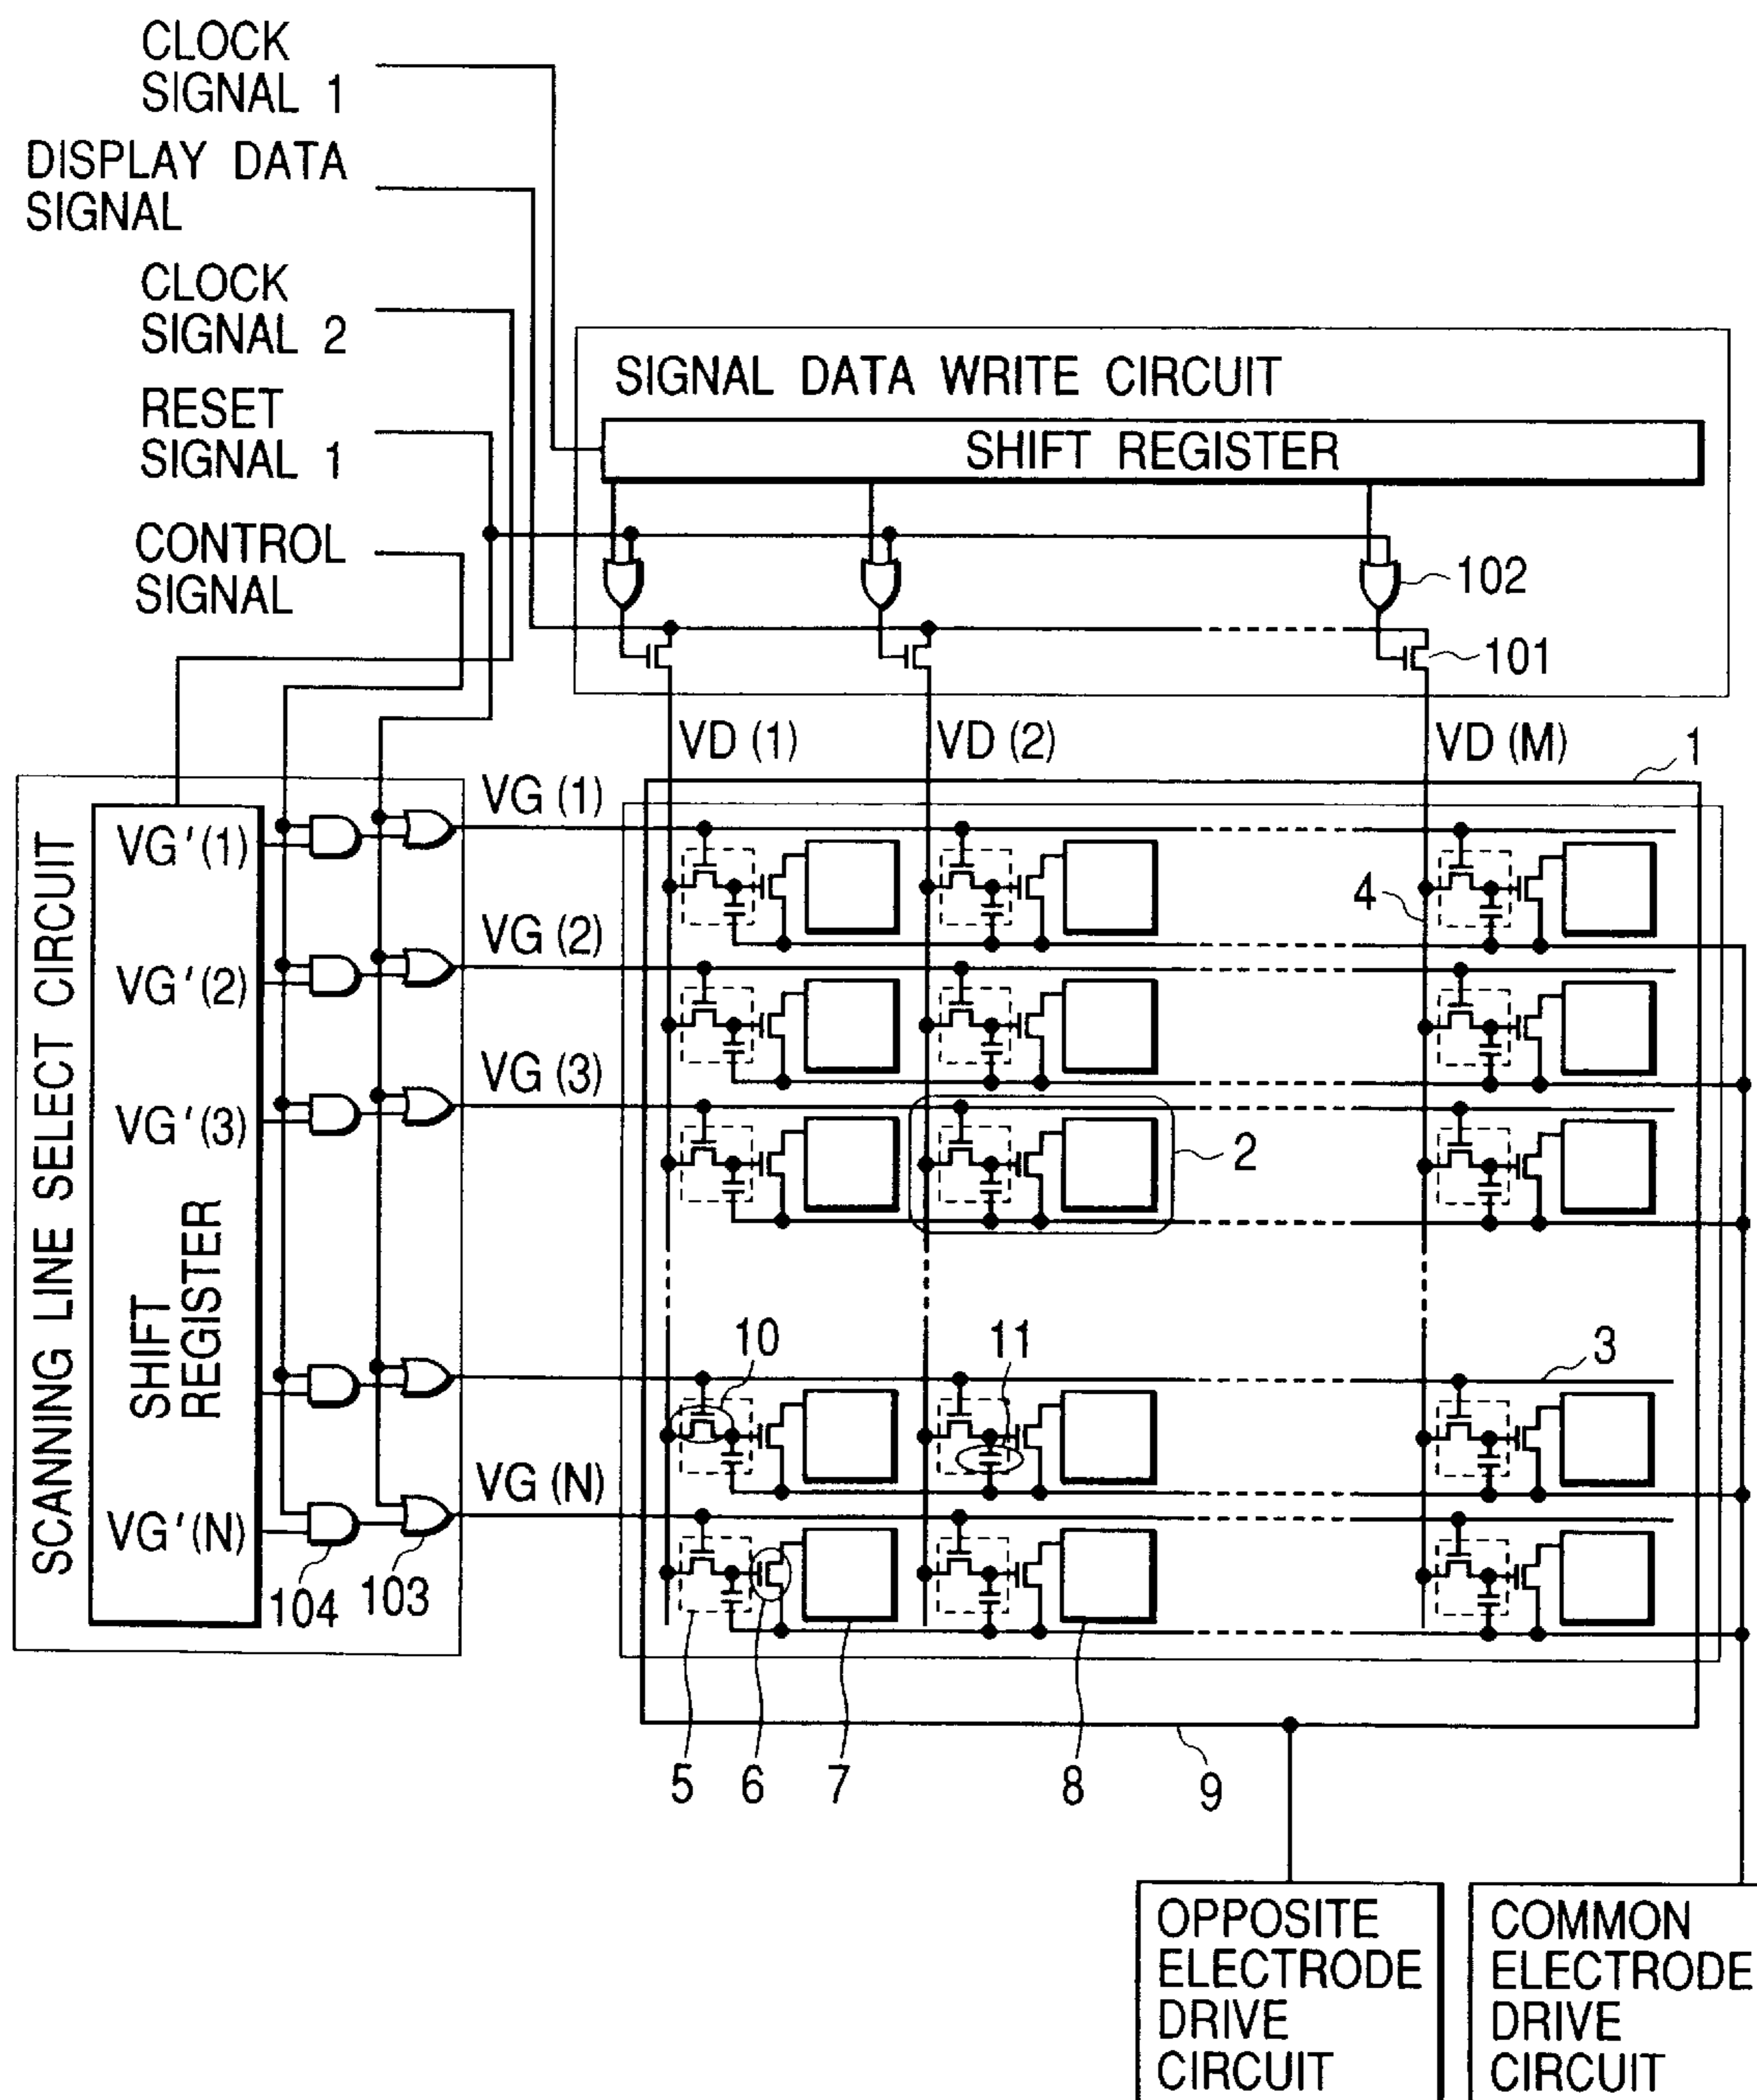 CLOCK
SIGNAL 1
DISPLAY DATA
SIGNAL
CLOCK
SIGNAL 2
RESET
SIGNAL 1
CONTROL
SIGNAL
SIGNAL DATA WRITE CIRCUIT
SHIFT REGISTER
102
101
VD (1)
VD (2)
VD (M)
1
SCANNING LINE SELECT CIRCUIT
SHIFT
REGISTER
VG'(1)
VG'(2)
VG'(3)
VG'(N)
104
103
VG (1)
VG (2)
VG (3)
VG (N)
4
2
10
11
3
5
6
7
8
9
OPPOSITE
ELECTRODE
DRIVE
CIRCUIT
COMMON
ELECTRODE
DRIVE
CIRCUIT